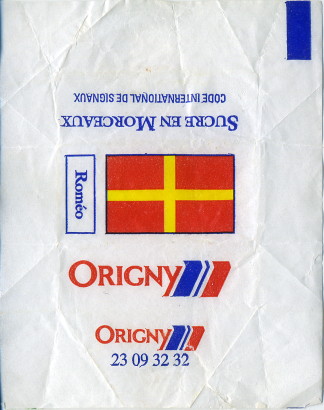 CODE INTERNATIONAL DE SIGNAUX
SUCRE EN MORCEAUX
Roméo
ORIGNY
ORIGNY
23 09 32 32